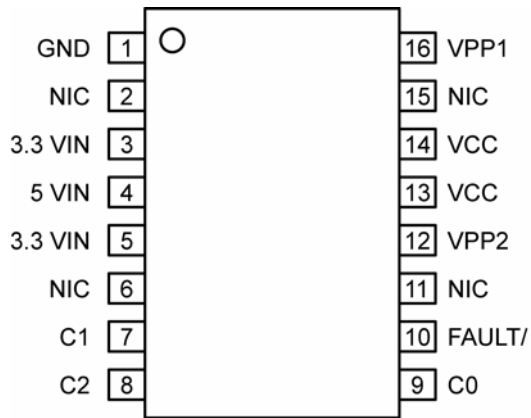 GND 1 16 VPP1
NIC 2 15 NIC
3.3 VIN 3 14 VCC
5 VIN 4 13 VCC
3.3 VIN 5 12 VPP2
NIC 6 11 NIC
C1 7 10 FAULT/
C2 8 9 C0